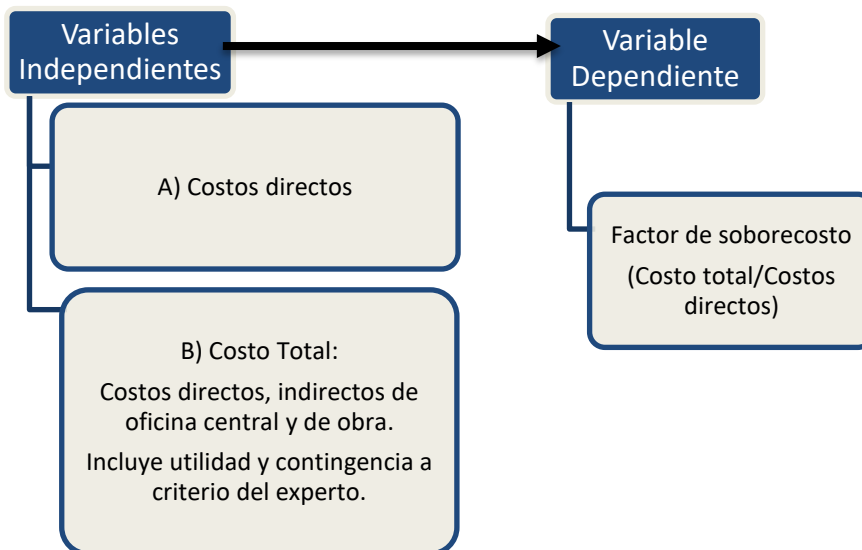 Variables
Independientes
Variable
Dependiente
A) Costos directos
Factor de soborecosto
(Costo total/Costos
directos)
B) Costo Total:
Costos directos, indirectos de
oficina central y de obra.
Incluye utilidad y contingencia a
criterio del experto.